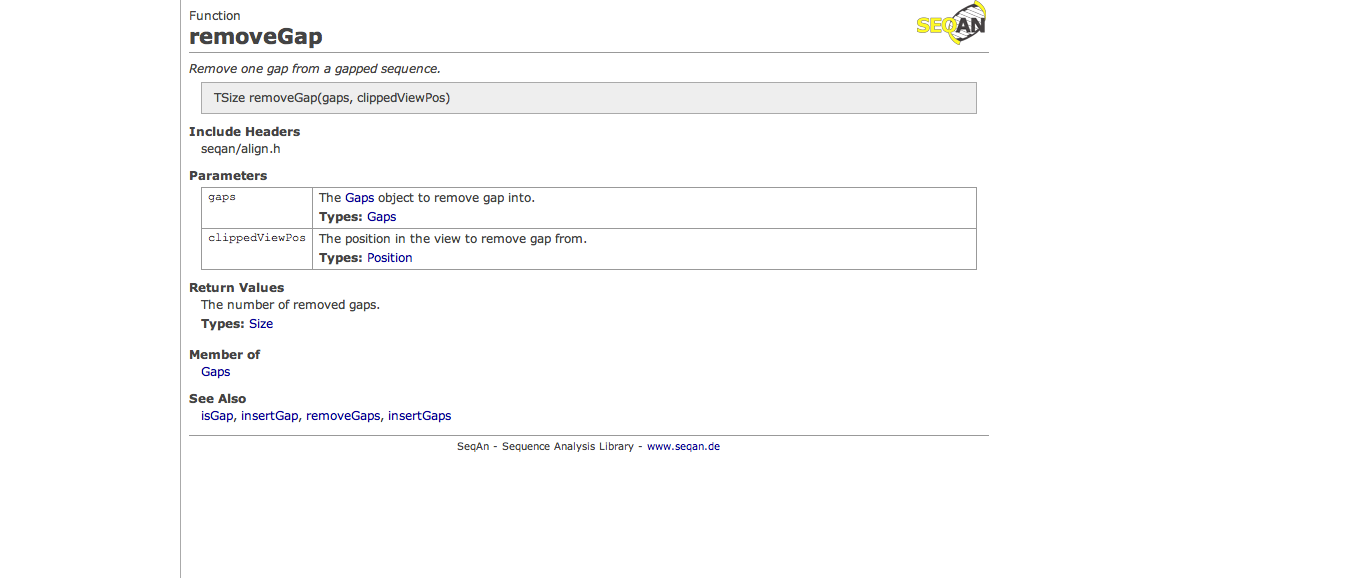 Function
removeGap
SEQAN
Remove one gap from a gapped sequence.
TSize removeGap(gaps, clippedViewPos)
Include Headers
seqan/align.h
Parameters
gaps
The Gaps object to remove gap into.
Types: Gaps
clippedViewPos
The position in the view to remove gap from.
Types: Position
Return Values
The number of removed gaps.
Types: Size
Member of
Gaps
See Also
isGap, insertGap, removeGaps, insertGaps
SeqAn - Sequence Analysis Library - www.seqan.de